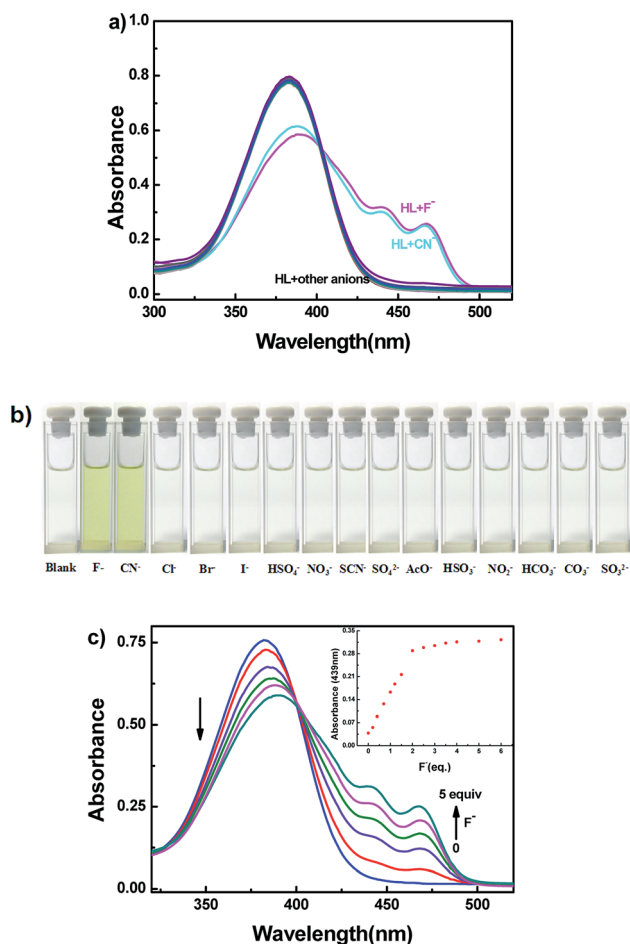 a)
1.0
0.8
0.6
0.4
0.2
0.0
Absorbance
HL+F⁻
HL+CN⁻
HL+other anions
300 350 400 450 500
Wavelength(nm)
b)
Blank F- CN⁻ Cl⁻ Br⁻ I⁻ HSO₄⁻ NO₃⁻ SCN⁻ SO₄²⁻ AcO⁻ HSO₃⁻ NO₂⁻ HCO₃⁻ CO₃⁻ SO₃²⁻
c)
0.75
0.50
0.25
0.00
Absorbance
0.35
0.28
0.21
0.14
0.07
0.00
Absorbance (439nm)
0 1 2 3 4 5 6
F⁻(eq.)
5 equiv
F⁻
0
350 400 450 500
Wavelength(nm)